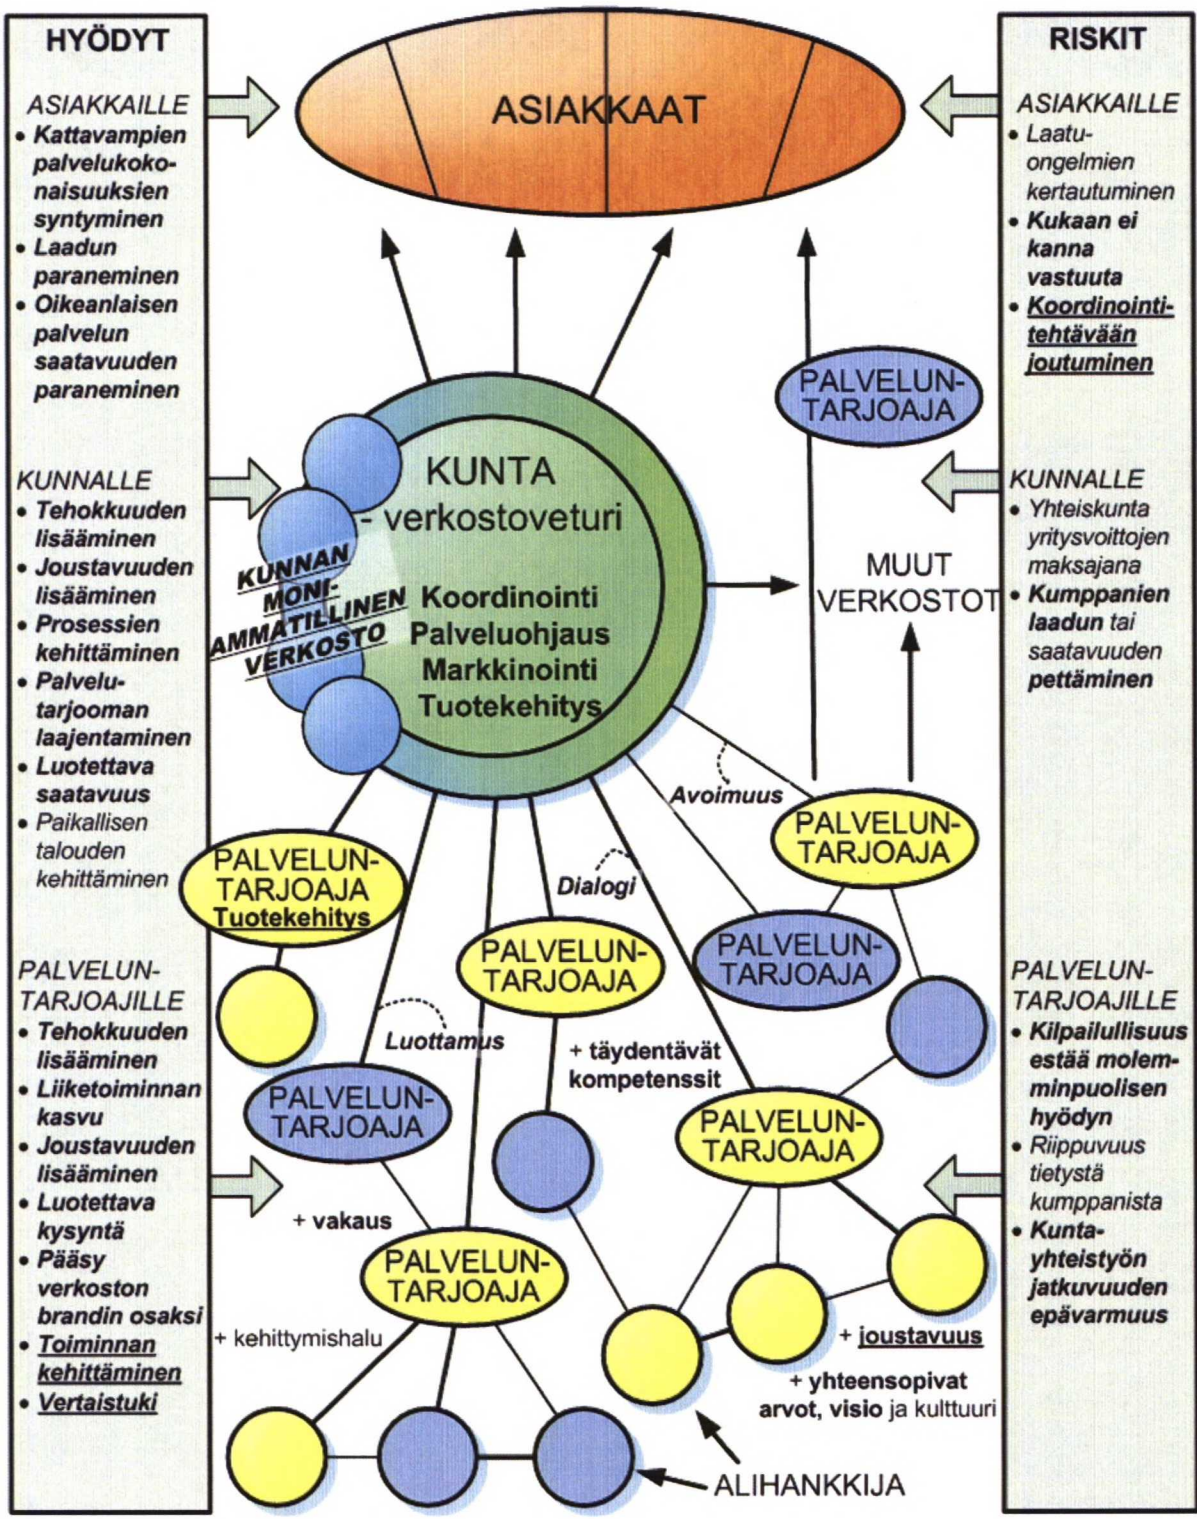 HYÖDYT
ASIAKKAILLE
• Kattavampien
palvelukoko-
naisuuksien
syntyminen
• Laadun
paraneminen
• Oikeanlaisen
palvelun
saatavuuden
paraneminen
KUNNALLE
• Tehokkuuden
lisääminen
• Joustavuuden
lisääminen
• Prosessien
kehittäminen
• Palvelu-
tarjooman
laajentaminen
• Luotettava
saatavuus
• Paikallisen
talouden
kehittäminen
PALVELUN-
TARJOAJILLE
• Tehokkuuden
lisääminen
• Liiketoiminnan
kasvu
• Joustavuuden
lisääminen
• Luotettava
kysyntä
• Pääsy
verkoston
brandin osaksi
• Toiminnan
kehittäminen
• Vertaistuki
ASIAKKAAT
PALVELUN-
TARJOAJA
KUNTA
- verkostoveturi
KUNNAN
MONI-
AMMATILLINEN
VERKOSTO
Koordinointi
Palveluohjaus
Markkinointi
Tuotekehitys
MUUT
VERKOSTOT
Avoimuus
PALVELUN-
TARJOAJA
PALVELUN-
TARJOAJA
Tuotekehitys
Dialogi
PALVELUN-
TARJOAJA
PALVELUN-
TARJOAJA
Luottamus
+ täydentävät
kompetenssit
PALVELUN-
TARJOAJA
PALVELUN-
TARJOAJA
+ vakaus
PALVELUN-
TARJOAJA
+ kehittymishalu
+ joustavuus
+ yhteensopivat
arvot, visio ja kulttuuri
ALIHANKKIJA
RISKIT
ASIAKKAILLE
• Laatu-
ongelmien
kertautuminen
• Kukaan ei
kanna
vastuuta
• Koordinointi-
tehtävään
joutuminen
KUNNALLE
• Yhteiskunta
yritysvoittojen
maksajana
• Kumppanien
laadun tai
saatavuuden
pettäminen
PALVELUN-
TARJOAJILLE
• Kilpailullisuus
estää molem-
minpuolisen
hyödyn
• Riippuvuus
tietystä
kumppanista
• Kunta-
yhteistyön
jatkuvuuden
epävarmuus